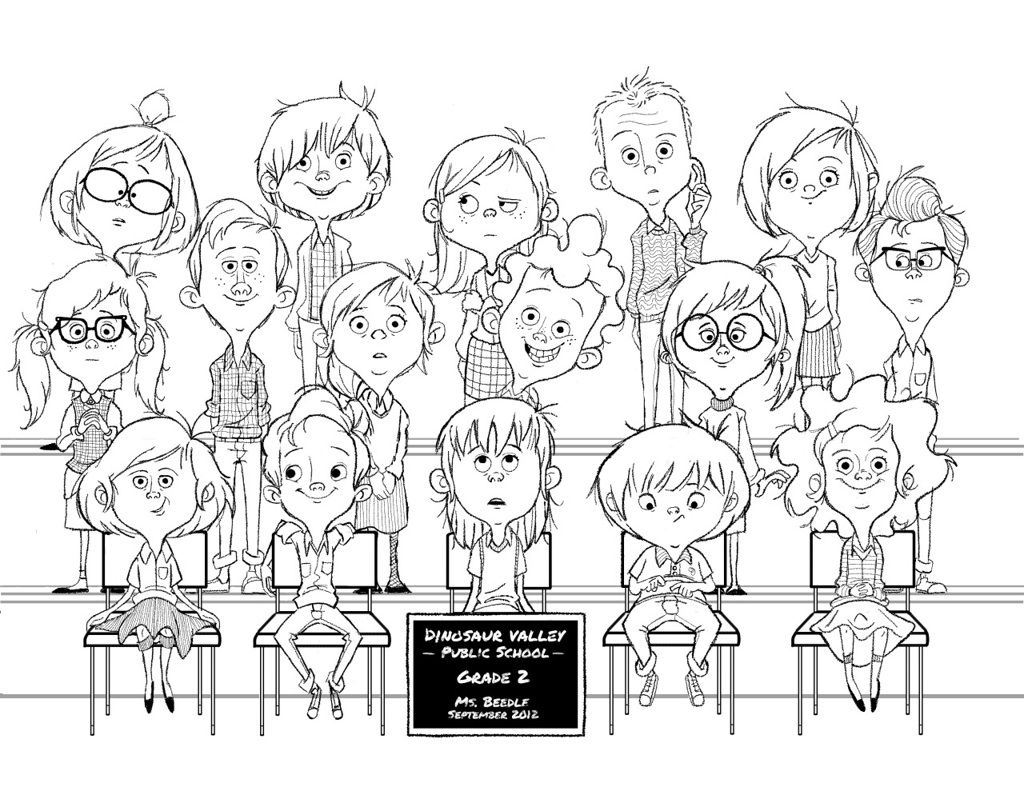 DINOSAUR VALLEY
— PUBLIC SCHOOL —
GRADE 2
MS. BEEDLE
SEPTEMBER 2012